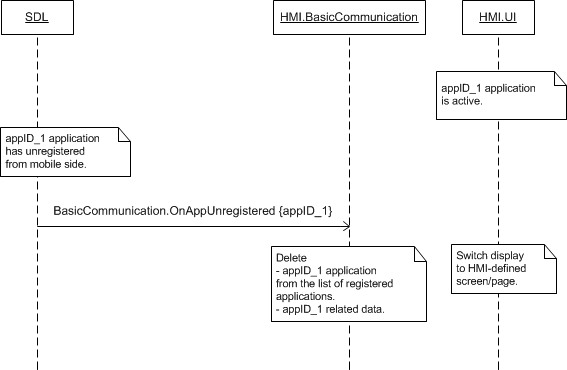 SDL
HMI.BasicCommunication
HMI.UI
appID_1 application
is active.
appID_1 application
has unregistered
from mobile side.
BasicCommunication.OnAppUnregistered {appID_1}
Delete
- appID_1 application
from the list of registered
applications.
- appID_1 related data.
Switch display
to HMI-defined
screen/page.